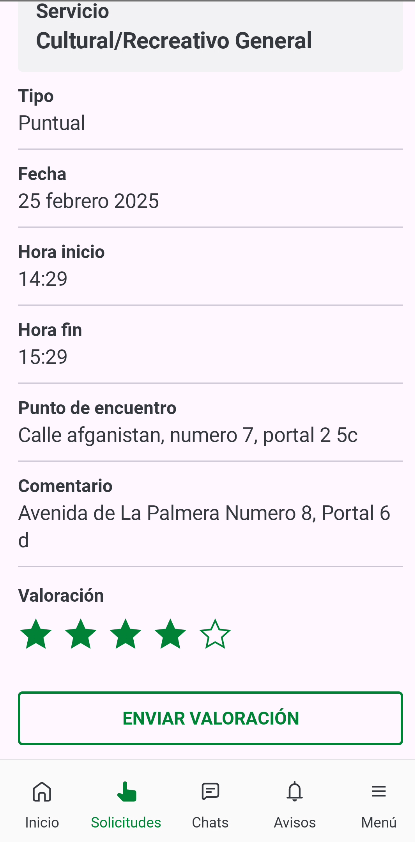 Servicio
Cultural/Recreativo General
Tipo
Puntual
Fecha
25 febrero 2025
Hora inicio
14:29
Hora fin
15:29
Punto de encuentro
Calle afganistan, numero 7, portal 2 5c
Comentario
Avenida de La Palmera Numero 8, Portal 6
d
Valoración
ENVIAR VALORACIÓN
Inicio Solicitudes Chats Avisos Menú